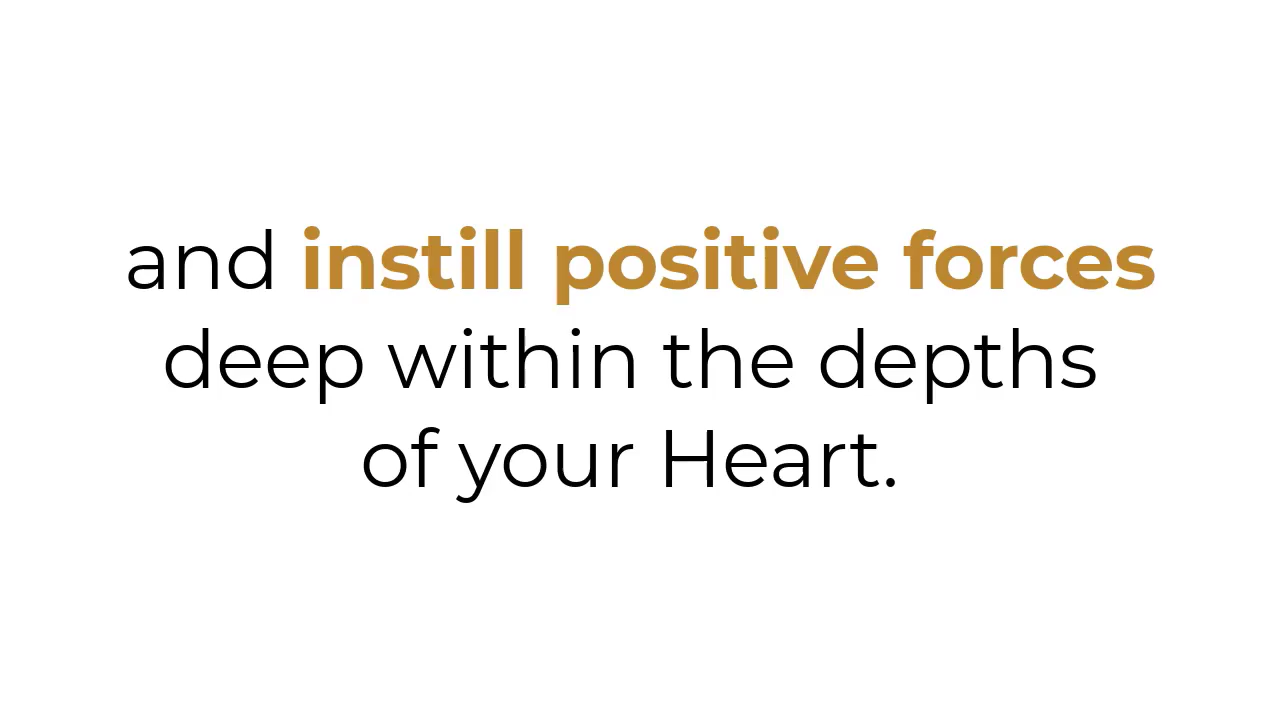 and instill positive forces
deep within the depths
of your Heart.